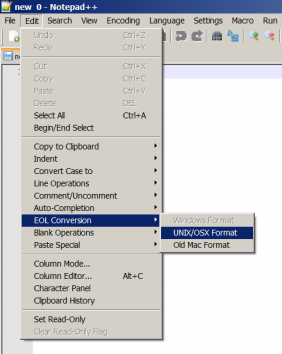 new 0 - Notepad++
File Edit Search View Encoding Language Settings Macro Run
Undo Ctrl+Z
Redo Ctrl+Y
Cut Ctrl+X
Copy Ctrl+C
Paste Ctrl+V
Delete DEL
Select All Ctrl+A
Begin/End Select
Copy to Clipboard
Indent
Convert Case to
Line Operations
Comment/Uncomment
Auto-Completion
EOL Conversion Windows Format
Blank Operations UNIX/OSX Format
Paste Special Old Mac Format
Column Mode...
Column Editor... Alt+C
Character Panel
Clipboard History
Set Read-Only
Clear Read-Only Flag